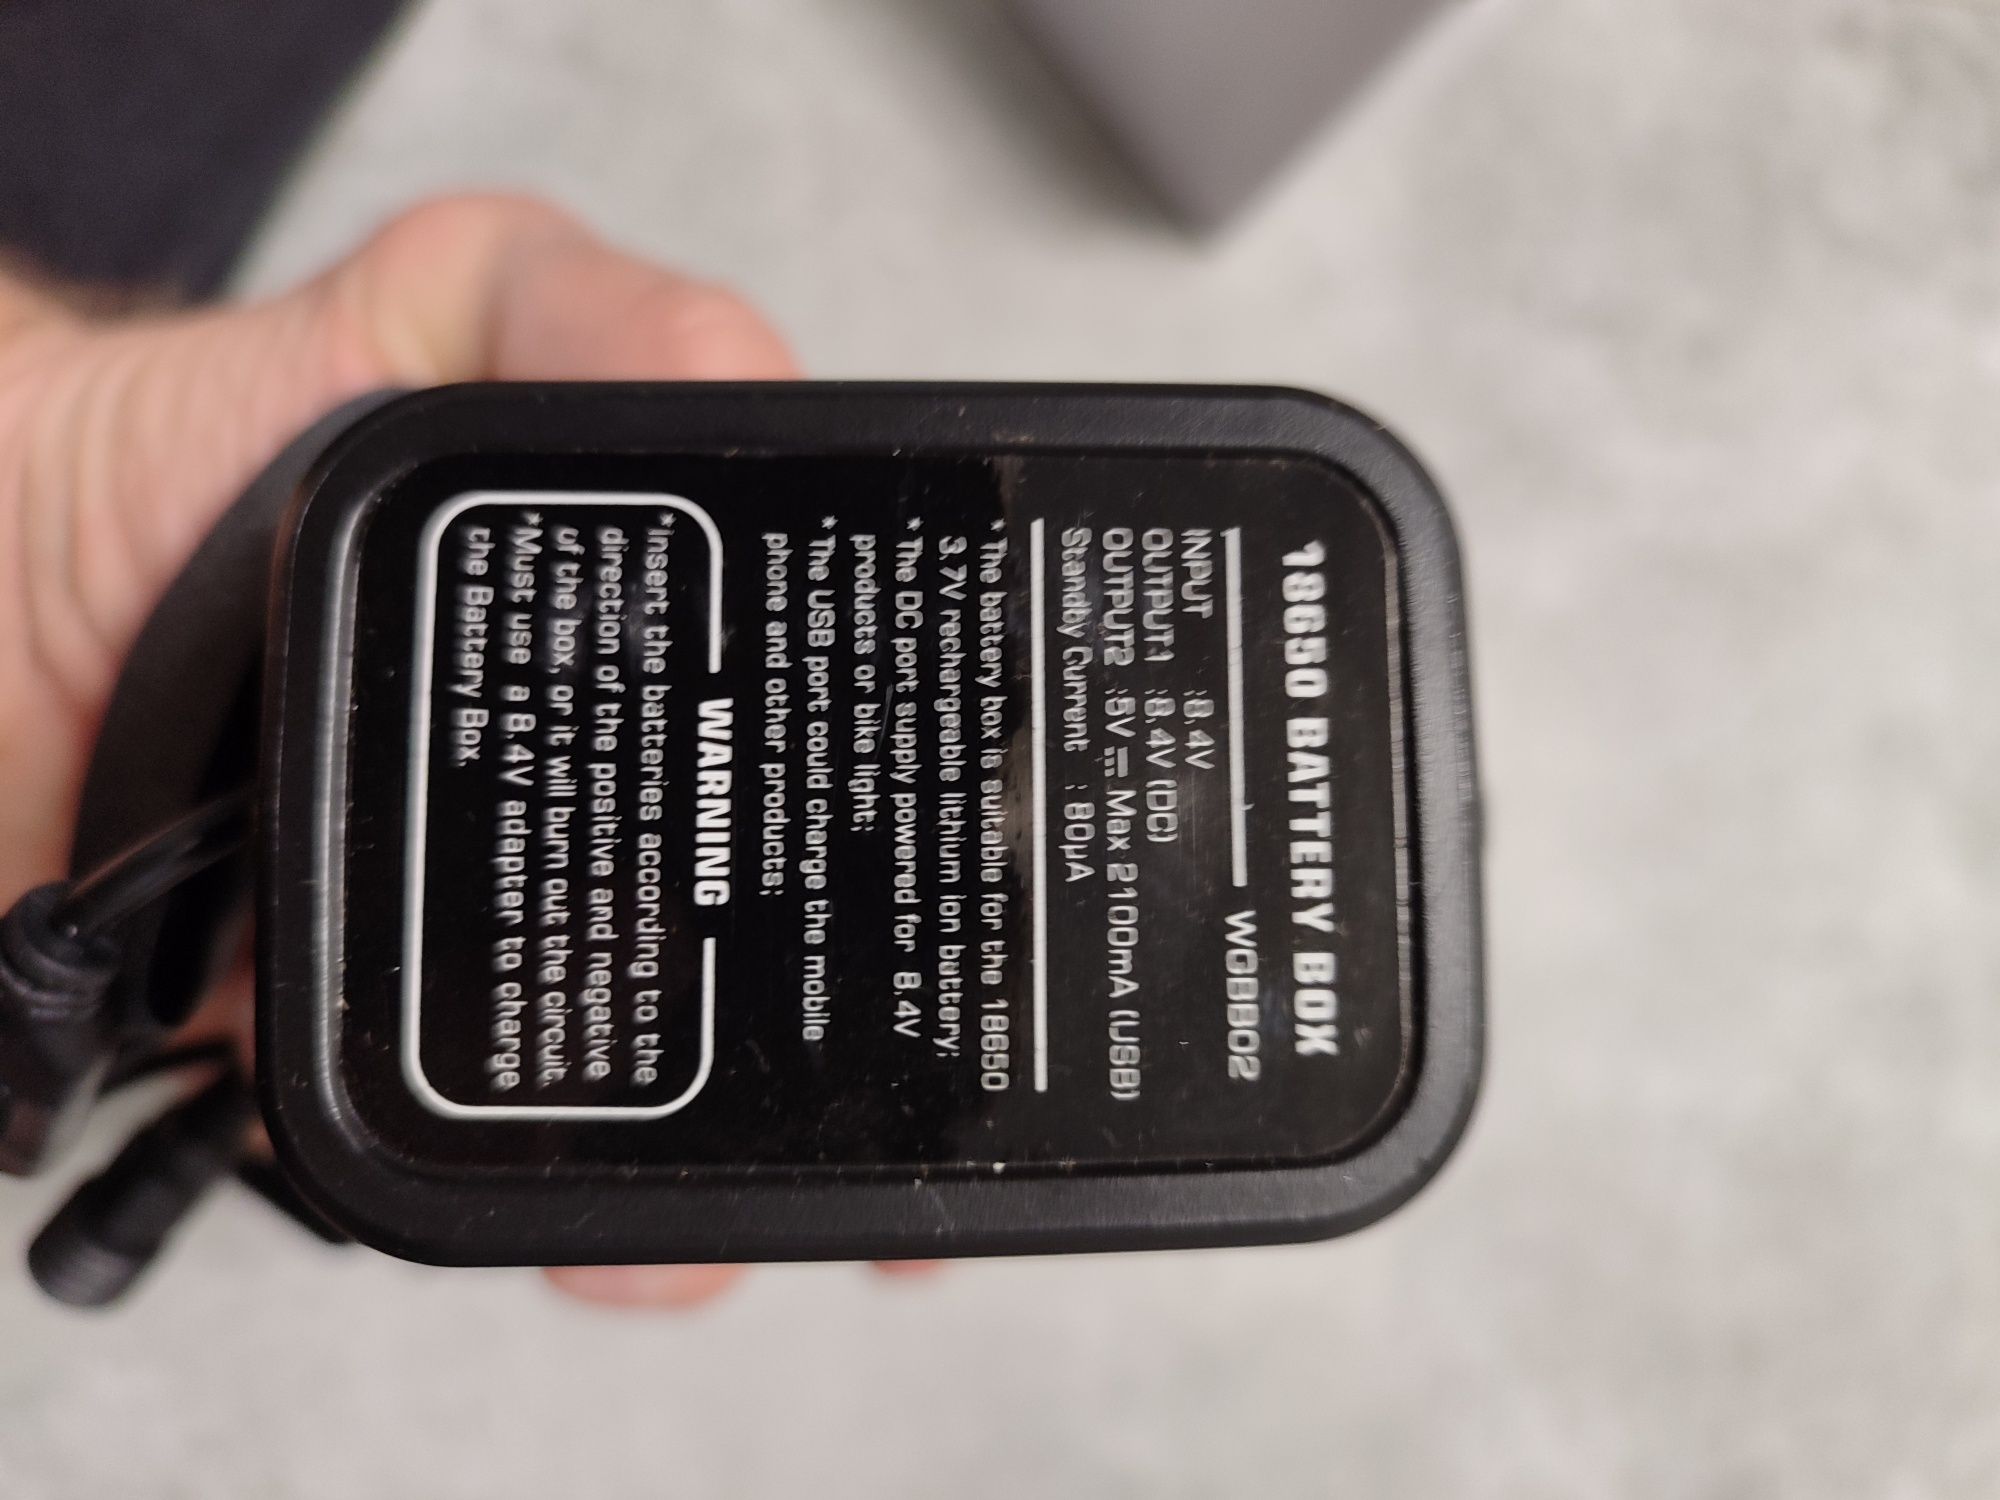 18650 BATTERY BOX
WGBB02
INPUT :8.4V
OUTPUT1 :8.4V (DC)
OUTPUT2 :5V ⎓ Max 2100mA (USB)
Standby Current : 80μA
* The battery box is suitable for the 18650
3.7V rechargeable lithium ion battery;
* The DC port supply powered for 8.4V
products or bike light;
* The USB port could charge the mobile
phone and other products;
WARNING
*Insert the batteries according to the
direction of the positive and negative
of the box, or it will burn out the circuit.
*Must use a 8.4V adapter to charge
the Battery Box.